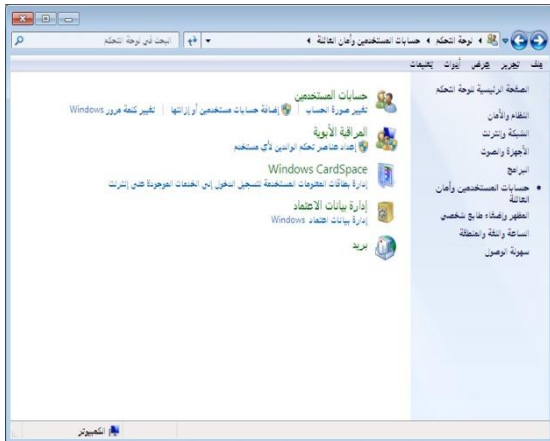 لوحة التحكم ◂ حسابات المستخدمين وأمان العائلة ◂
البحث في لوحة التحكم
ملف تحرير عرض أدوات تعليمات
الصفحة الرئيسية للوحة التحكم
النظام والأمان
الشبكة وإنترنت
الأجهزة والصوت
البرامج
حسابات المستخدمين وأمان العائلة
المظهر وإضفاء طابع شخصي
الساعة واللغة والمنطقة
سهولة الوصول
حسابات المستخدمين
تغيير صورة الحساب | إضافة حسابات مستخدمين أو إزالتها | تغيير كلمة مرور Windows
المراقبة الأبوية
إعداد عناصر تحكم الوالدين لأي مستخدم
Windows CardSpace
إدارة بطاقات المعلومات المستخدمة لتسجيل الدخول إلى الخدمات الموجودة على إنترنت
إدارة بيانات الاعتماد
إدارة بيانات اعتماد Windows
بريد
الكمبيوتر